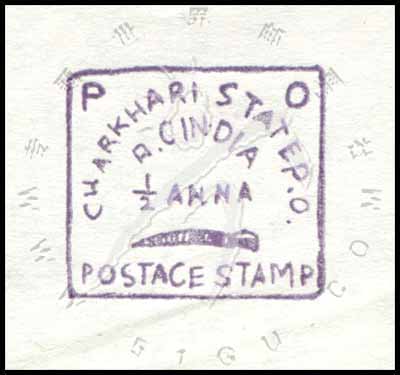 P O
CHARKHARI STATE P.O.
A.C INDIA
1/2 ANNA
POSTACE STAMP